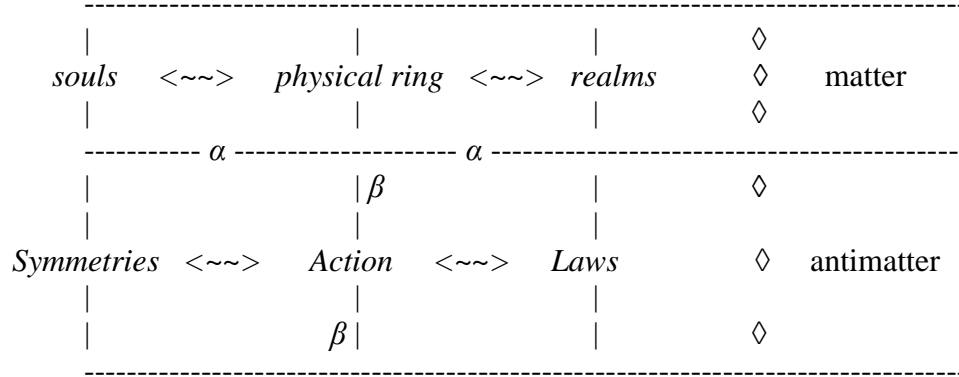 --------------------------------------------------------------------------------
| | | ◊
souls <~~> physical ring <~~> realms ◊ matter
| | | ◊
----------- α --------------------- α ------------------------------------------
| | β | ◊
| | |
Symmetries <~~> Action <~~> Laws ◊ antimatter
| | |
| β | | ◊
--------------------------------------------------------------------------------